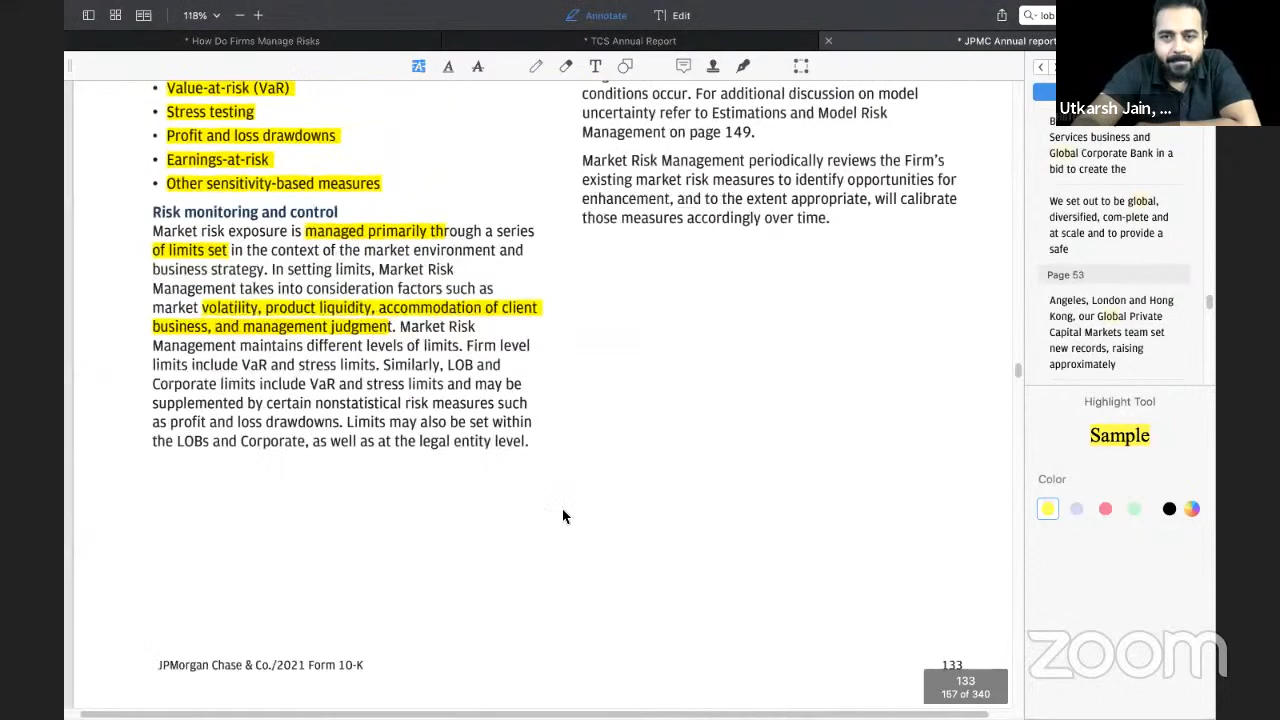 118%
Annotate
Edit
lob
* How Do Firms Manage Risks
* TCS Annual Report
* JPMC Annual report
T
• Value-at-risk (VaR)
• Stress testing
• Profit and loss drawdowns
• Earnings-at-risk
• Other sensitivity-based measures
Risk monitoring and control
Market risk exposure is managed primarily through a series
of limits set in the context of the market environment and
business strategy. In setting limits, Market Risk
Management takes into consideration factors such as
market volatility, product liquidity, accommodation of client
business, and management judgment. Market Risk
Management maintains different levels of limits. Firm level
limits include VaR and stress limits. Similarly, LOB and
Corporate limits include VaR and stress limits and may be
supplemented by certain nonstatistical risk measures such
as profit and loss drawdowns. Limits may also be set within
the LOBs and Corporate, as well as at the legal entity level.
conditions occur. For additional discussion on model
uncertainty refer to Estimations and Model Risk
Management on page 149.
Market Risk Management periodically reviews the Firm's
existing market risk measures to identify opportunities for
enhancement, and to the extent appropriate, will calibrate
those measures accordingly over time.
JPMorgan Chase & Co./2021 Form 10-K
133
133
157 of 340
Utkarsh Jain, ...
Services business and
Global Corporate Bank in a
bid to create the
We set out to be global,
diversified, com-plete and
at scale and to provide a
safe
Page 53
Angeles, London and Hong
Kong, our Global Private
Capital Markets team set
new records, raising
approximately
Highlight Tool
Sample
Color
zoom